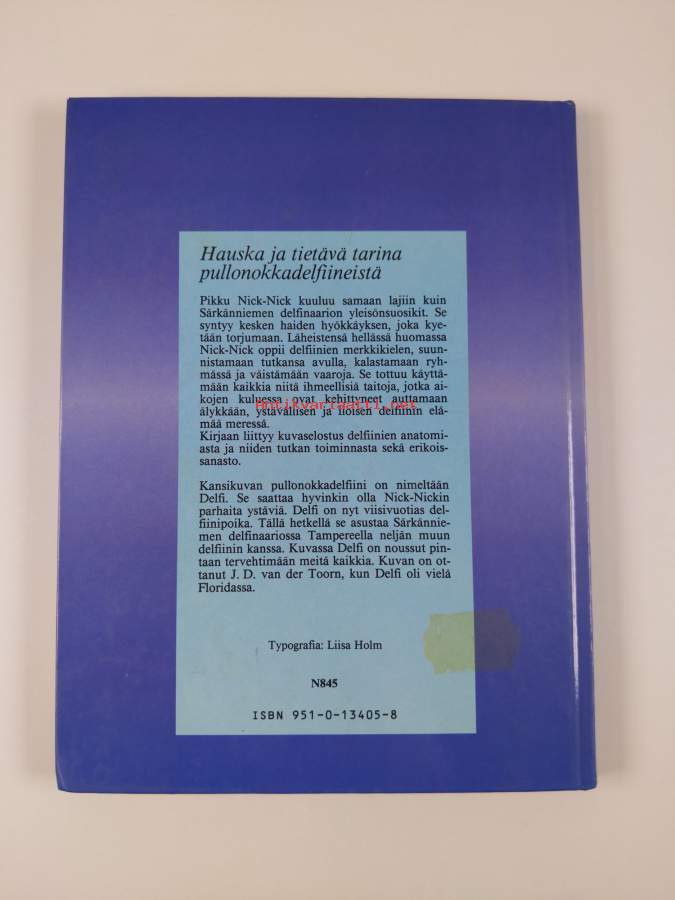 Hauska ja tietävä tarina
pullonokkadelfiineistä
Pikku Nick-Nick kuuluu samaan lajiin kuin
Särkänniemen delfinaarion yleisönsuosikit. Se
syntyy kesken haiden hyökkäyksen, joka kye-
tään torjumaan. Läheistensä hellässä huomassa
Nick-Nick oppii delfiinien merkkikielen, suun-
nistamaan tutkansa avulla, kalastamaan ryh-
mässä ja väistämään vaaroja. Se tottuu käyttä-
mään kaikkia niitä ihmeellisiä taitoja, jotka ai-
kojen kuluessa ovat kehittyneet auttamaan
Antikvariaatti.net
älykkään, ystävällisen ja iloisen delfiinin elä-
mää meressä.
Kirjaan liittyy kuvaselostus delfiinien anatomi-
asta ja niiden tutkan toiminnasta sekä erikois-
sanasto.
Kansikuvan pullonokkadelfiini on nimeltään
Delfi. Se saattaa hyvinkin olla Nick-Nickin
parhaita ystäviä. Delfi on nyt viisivuotias del-
fiinipoika. Tällä hetkellä se asustaa Särkännie-
men delfinaariossa Tampereella neljän muun
delfiinin kanssa. Kuvassa Delfi on noussut pin-
taan tervehtimään meitä kaikkia. Kuvan on ot-
tanut J. D. van der Toorn, kun Delfi oli vielä
Floridassa.
Typografia: Liisa Holm
N845
ISBN 951-0-13405-8